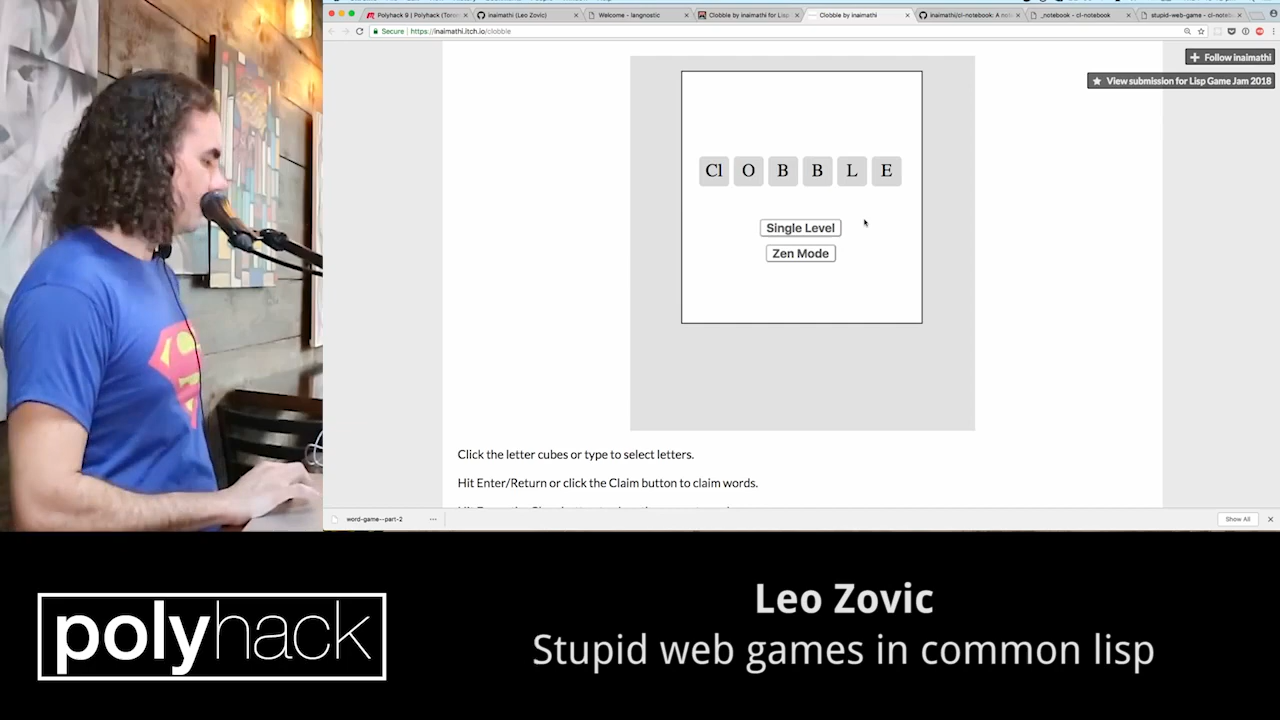 Polyhack 9 | Polyhack (Toron
inaimathi (Leo Zovic)
Welcome - langnostic
Clobble by inaimathi for Lisp
Clobble by inaimathi
inaimathi/cl-notebook: A note
_notebook - cl-notebook
stupid-web-game - cl-noteb
Secure | https://inaimathi.itch.io/clobble
Follow inaimathi
View submission for Lisp Game Jam 2018
Cl O B B L E
Single Level
Zen Mode
Click the letter cubes or type to select letters.
Hit Enter/Return or click the Claim button to claim words.
word-game--part-2
Show All
polyhack
Leo Zovic
Stupid web games in common lisp